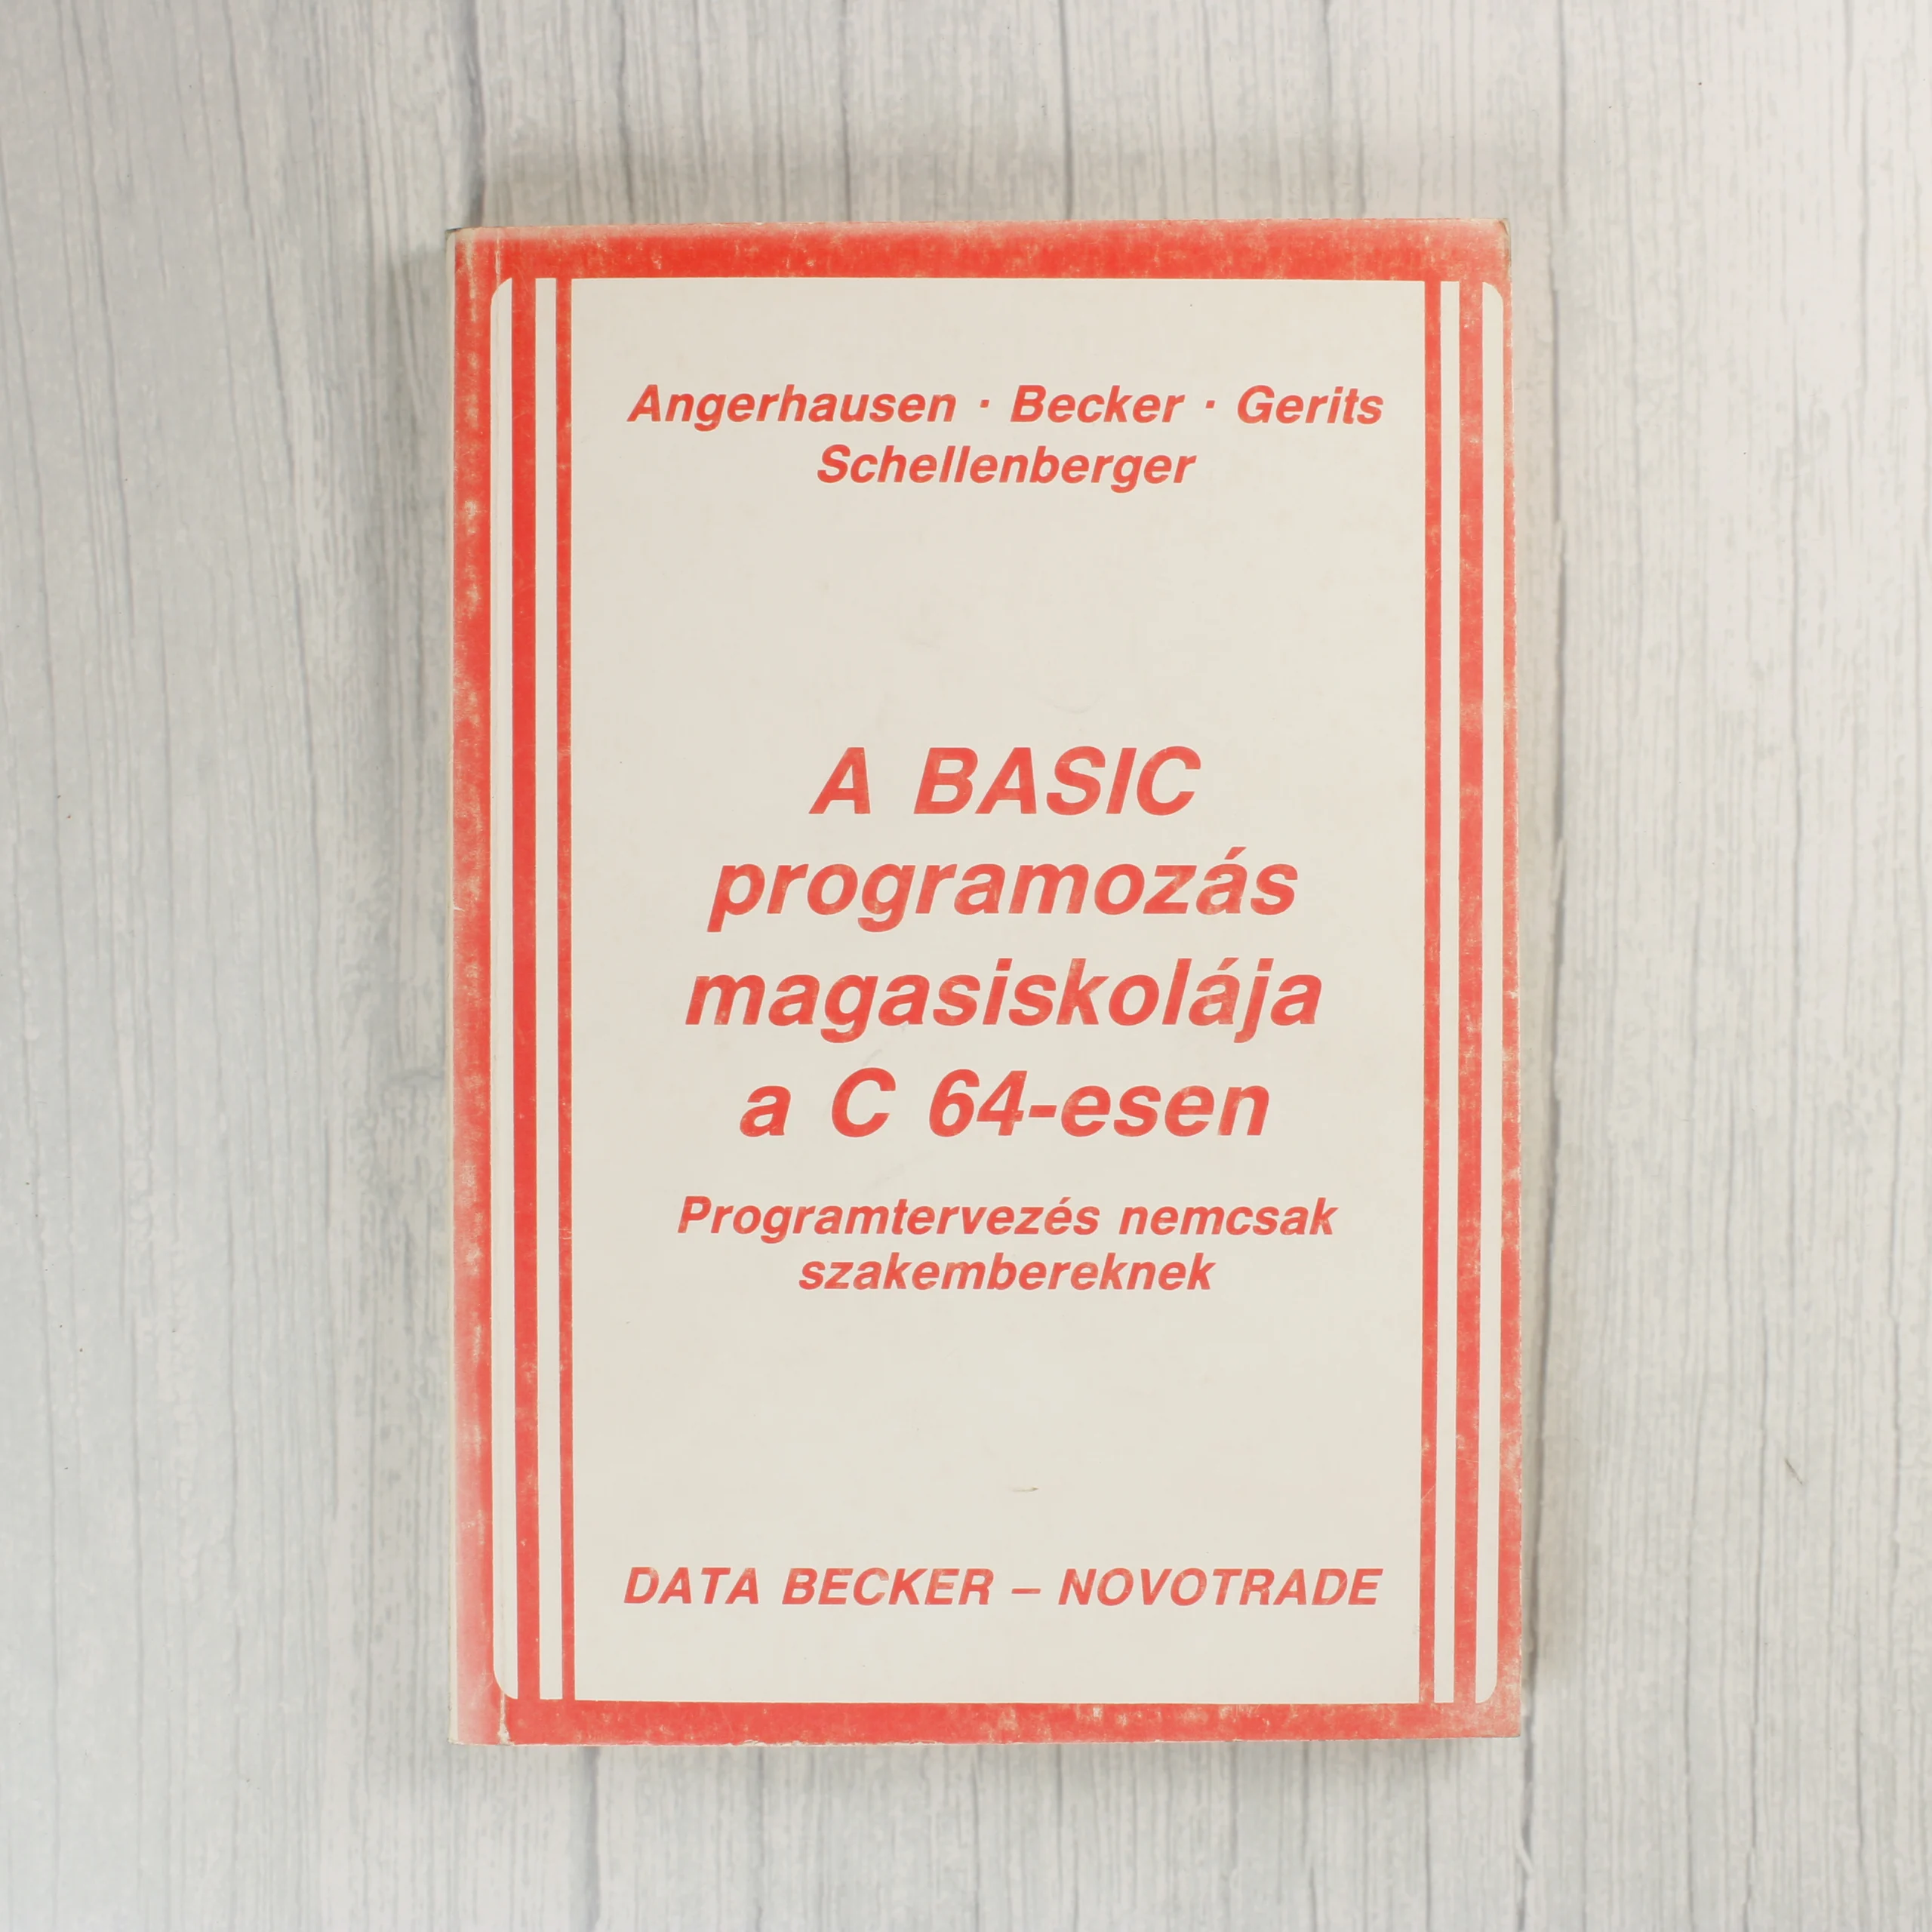 Angerhausen · Becker · Gerits
Schellenberger
A BASIC
programozás
magasiskolája
a C 64-esen
Programtervezés nemcsak
szakembereknek
DATA BECKER – NOVOTRADE